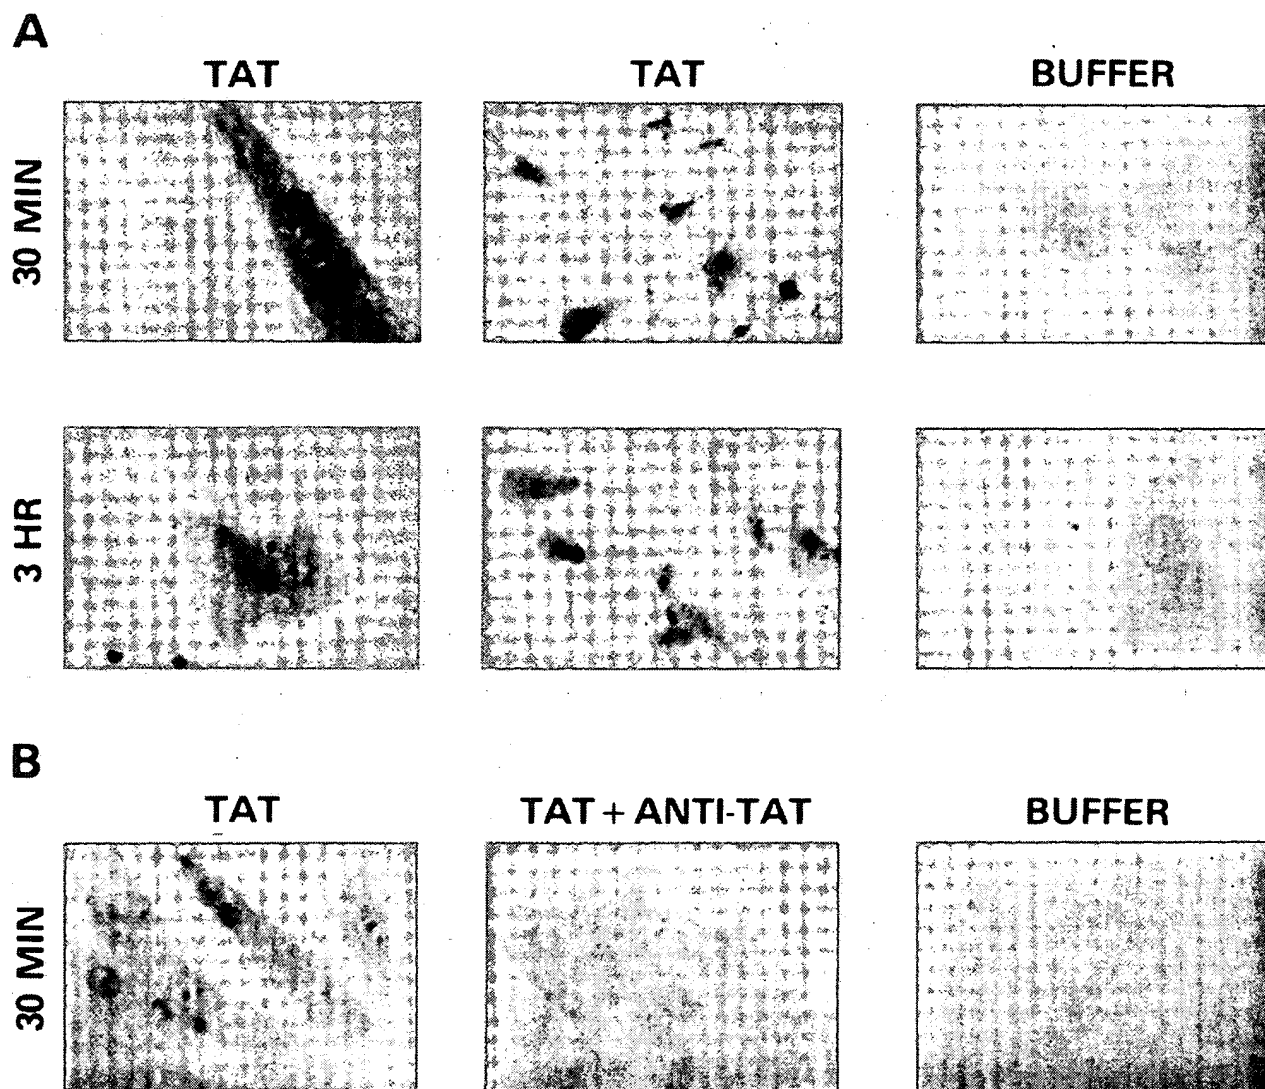 A
TAT TAT BUFFER
30 MIN
3 HR
B
TAT TAT + ANTI-TAT BUFFER
30 MIN